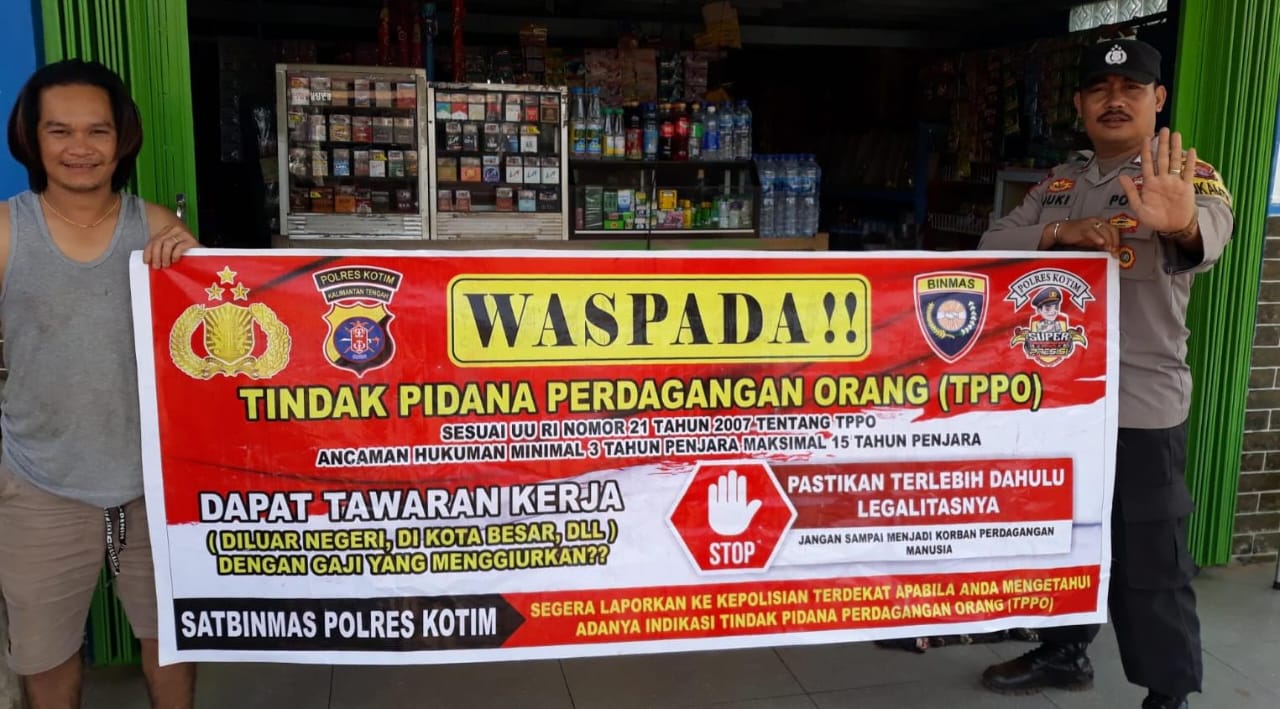 POLRES KOTIM
KALIMANTAN TENGAH
WASPADA!!
BINMAS
POLRES KOTIM
SUPER
PRESISI
TINDAK PIDANA PERDAGANGAN ORANG (TPPO)
SESUAI UU RI NOMOR 21 TAHUN 2007 TENTANG TPPO
ANCAMAN HUKUMAN MINIMAL 3 TAHUN PENJARA MAKSIMAL 15 TAHUN PENJARA
DAPAT TAWARAN KERJA
( DILUAR NEGERI, DI KOTA BESAR, DLL )
DENGAN GAJI YANG MENGGIURKAN??
STOP
PASTIKAN TERLEBIH DAHULU
LEGALITASNYA
JANGAN SAMPAI MENJADI KORBAN PERDAGANGAN
MANUSIA
SATBINMAS POLRES KOTIM
SEGERA LAPORKAN KE KEPOLISIAN TERDEKAT APABILA ANDA MENGETAHUI
ADANYA INDIKASI TINDAK PIDANA PERDAGANGAN ORANG (TPPO)